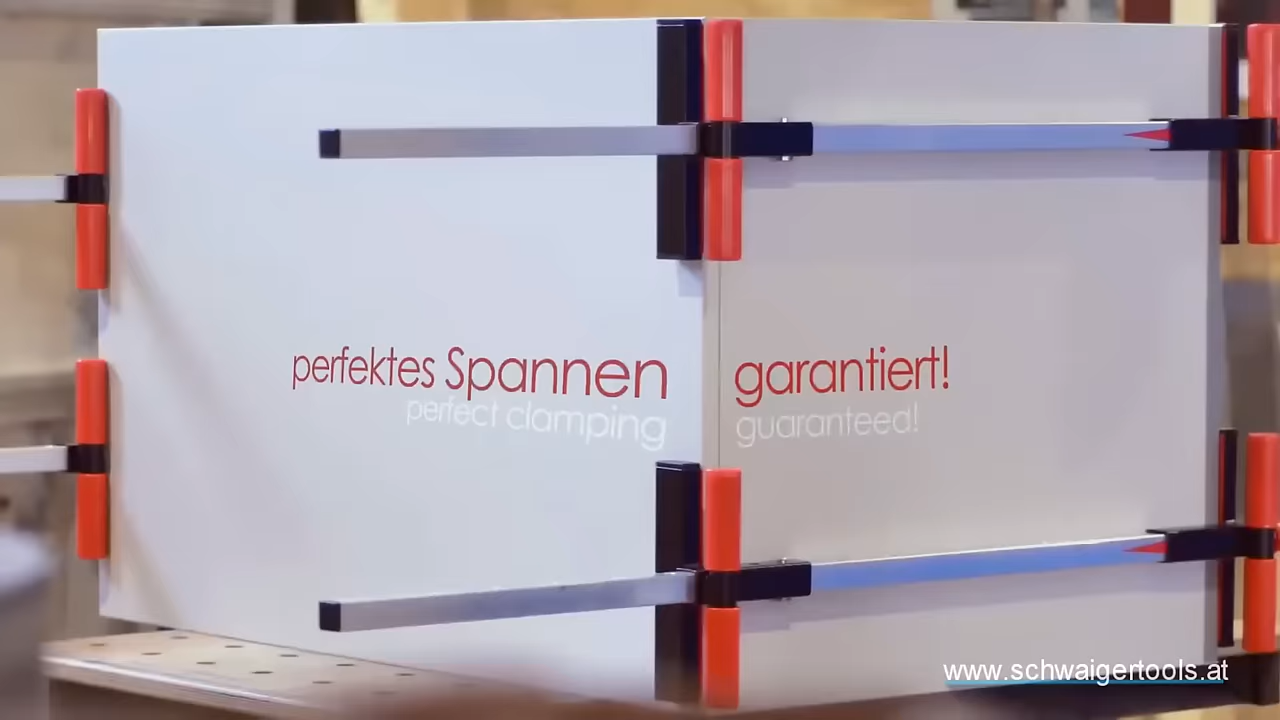 perfektes Spannen garantiert!
perfect clamping guaranteed!
www.schwaigertools.at